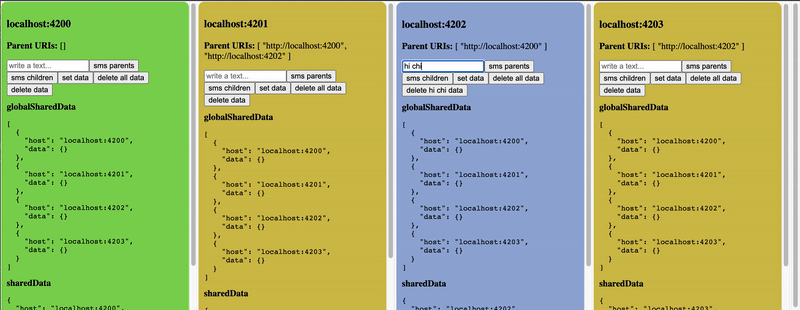 localhost:4200
Parent URIs: []
write a text...
sms parents
sms children
set data
delete all data
delete data
globalSharedData
[
{
"host": "localhost:4200",
"data": {}
},
{
"host": "localhost:4201",
"data": {}
},
{
"host": "localhost:4202",
"data": {}
},
{
"host": "localhost:4203",
"data": {}
}
]
sharedData
{
"host": "localhost:4200",
localhost:4201
Parent URIs: [ "http://localhost:4200",
"http://localhost:4202" ]
write a text...
sms parents
sms children
set data
delete all data
delete data
globalSharedData
[
{
"host": "localhost:4200",
"data": {}
},
{
"host": "localhost:4201",
"data": {}
},
{
"host": "localhost:4202",
"data": {}
},
{
"host": "localhost:4203",
"data": {}
}
]
sharedData
localhost:4202
Parent URIs: [ "http://localhost:4200" ]
hi chi
sms parents
sms children
set data
delete all data
delete hi chi data
globalSharedData
[
{
"host": "localhost:4200",
"data": {}
},
{
"host": "localhost:4201",
"data": {}
},
{
"host": "localhost:4202",
"data": {}
},
{
"host": "localhost:4203",
"data": {}
}
]
sharedData
{
"host": "localhost:4202",
localhost:4203
Parent URIs: [ "http://localhost:4202" ]
write a text...
sms parents
sms children
set data
delete all data
delete data
globalSharedData
[
{
"host": "localhost:4200",
"data": {}
},
{
"host": "localhost:4201",
"data": {}
},
{
"host": "localhost:4202",
"data": {}
},
{
"host": "localhost:4203",
"data": {}
}
]
sharedData
{
"host": "localhost:4203",